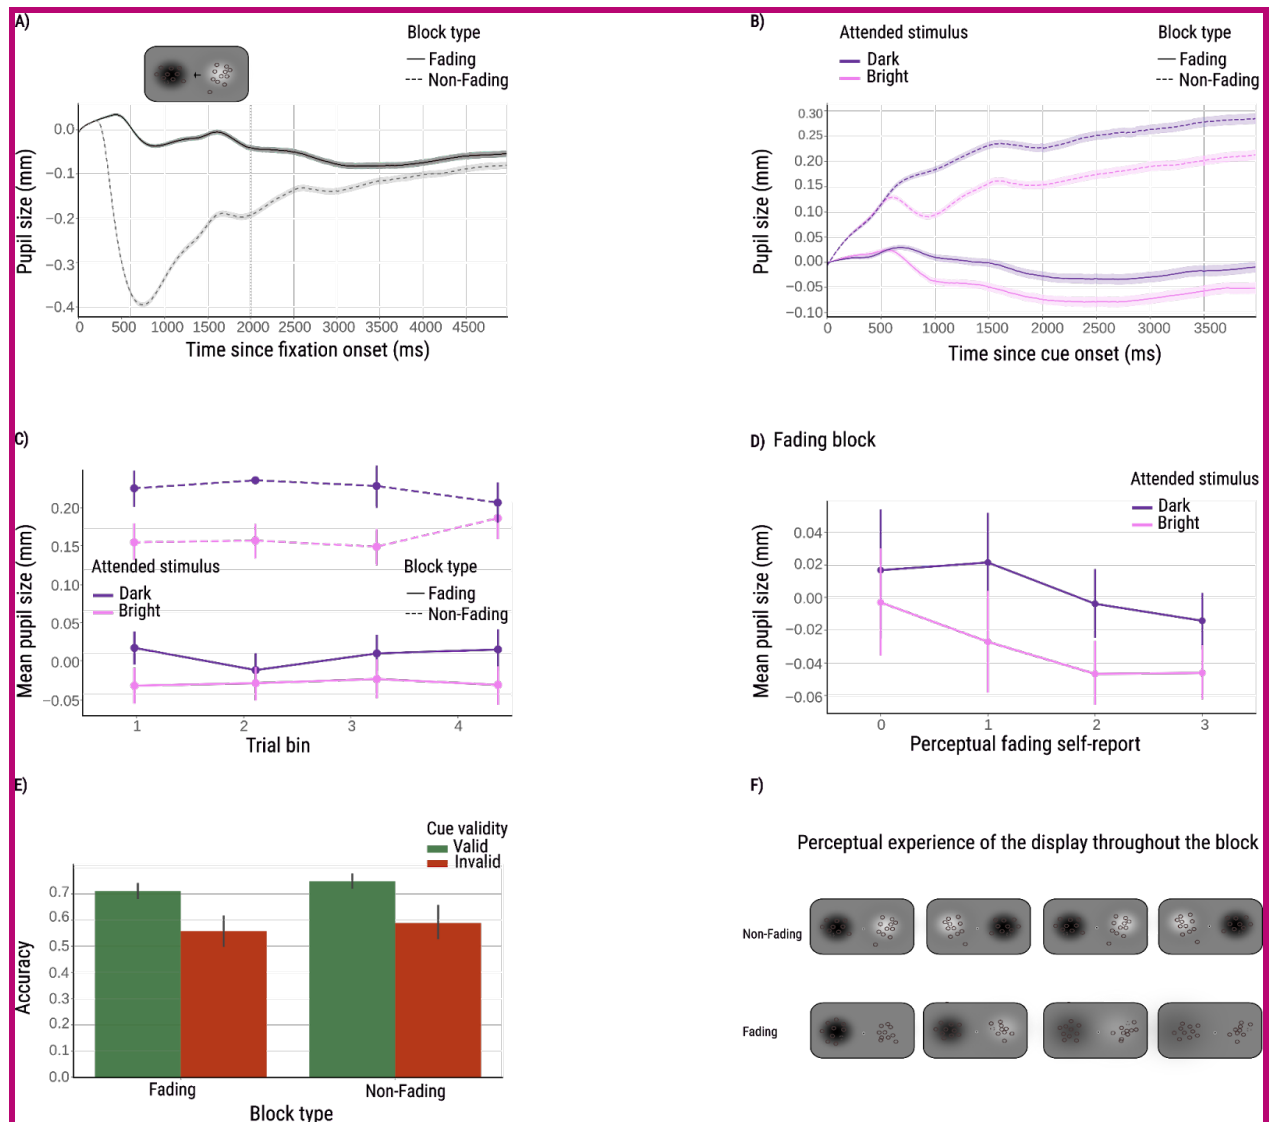 A)
Block type
Fading
Non-Fading
0.0
−0.1
−0.2
−0.3
−0.4
Pupil size (mm)
0 500 1000 1500 2000 2500 3000 3500 4000 4500
Time since fixation onset (ms)
B)
Attended stimulus
Dark
Bright
Block type
Fading
Non-Fading
0.30
0.25
0.20
0.15
0.10
0.05
0.00
−0.05
−0.10
Pupil size (mm)
0 500 1000 1500 2000 2500 3000 3500
Time since cue onset (ms)
C)
0.20
0.15
0.10
0.05
0.00
−0.05
Mean pupil size (mm)
Attended stimulus
Dark
Bright
Block type
Fading
Non-Fading
1 2 3 4
Trial bin
D) Fading block
Attended stimulus
Dark
Bright
0.04
0.02
0.00
−0.02
−0.04
−0.06
Mean pupil size (mm)
0 1 2 3
Perceptual fading self-report
E)
Cue validity
Valid
Invalid
0.7
0.6
0.5
0.4
0.3
0.2
0.1
0.0
Accuracy
Fading Non-Fading
Block type
F)
Perceptual experience of the display throughout the block
Non-Fading
Fading